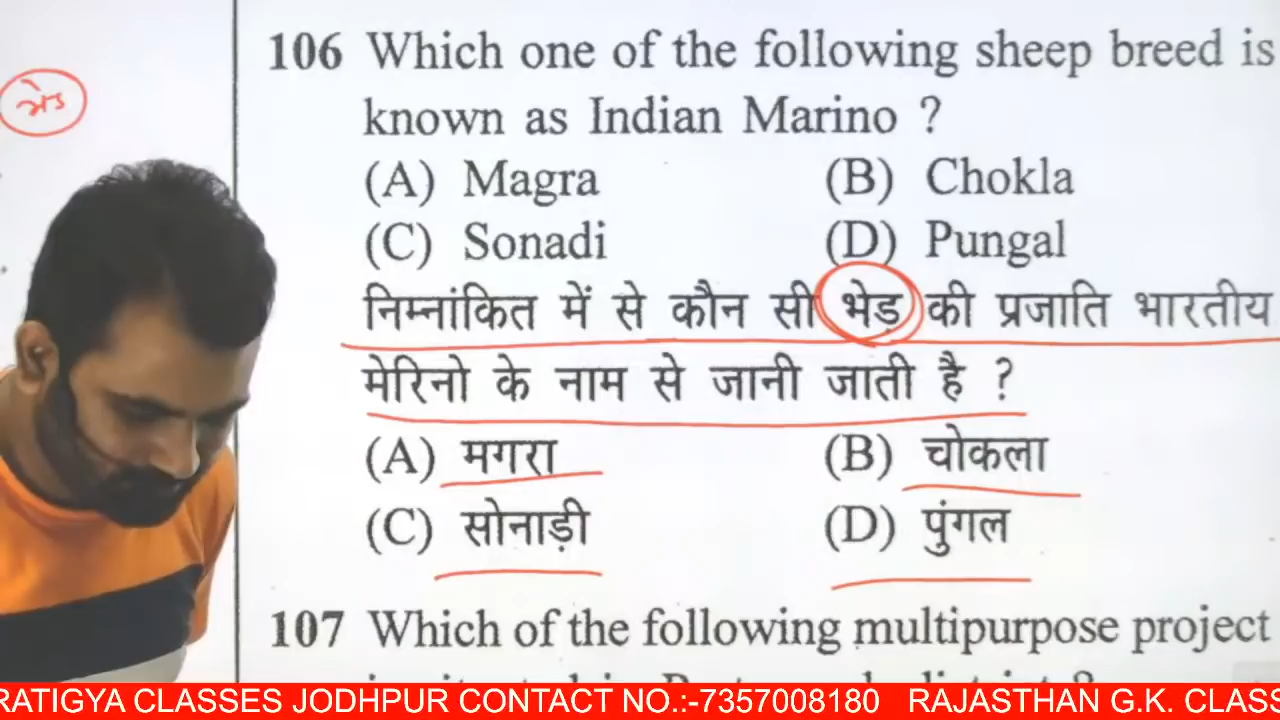 106 Which one of the following sheep breed is
known as Indian Marino ?
(A) Magra (B) Chokla
(C) Sonadi (D) Pungal
भेड़
निम्नांकित में से कौन सी भेड़ की प्रजाति भारतीय
मेरिनो के नाम से जानी जाती है ?
(A) मगरा (B) चोकला
(C) सोनाड़ी (D) पुंगल
107 Which of the following multipurpose project
RATIGYA CLASSES JODHPUR CONTACT NO.:-7357008180 RAJASTHAN G.K. CLASS